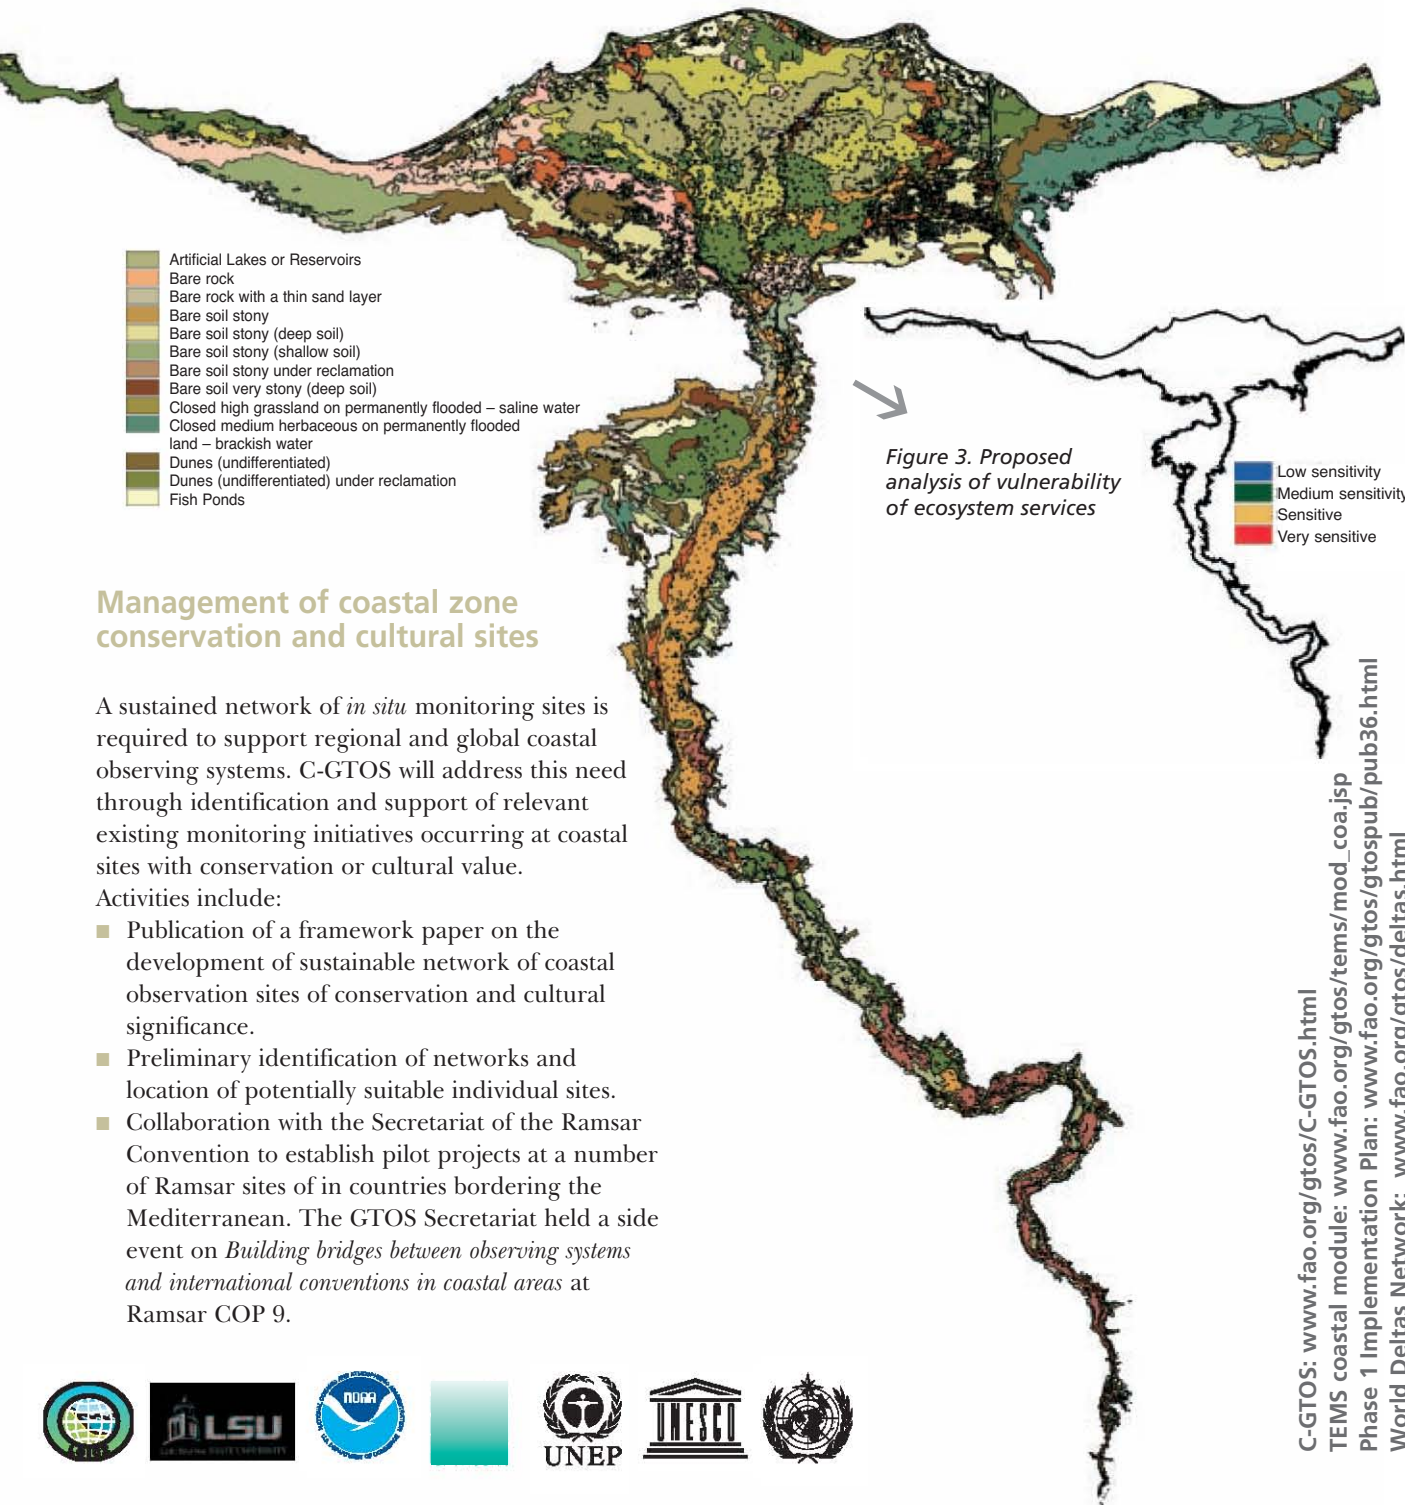 Artificial Lakes or Reservoirs
Bare rock
Bare rock with a thin sand layer
Bare soil stony
Bare soil stony (deep soil)
Bare soil stony (shallow soil)
Bare soil stony under reclamation
Bare soil very stony (deep soil)
Closed high grassland on permanently flooded – saline water
Closed medium herbaceous on permanently flooded
land – brackish water
Dunes (undifferentiated)
Dunes (undifferentiated) under reclamation
Fish Ponds
Figure 3. Proposed
analysis of vulnerability
of ecosystem services
Low sensitivity
Medium sensitivity
Sensitive
Very sensitive
Management of coastal zone
conservation and cultural sites
A sustained network of in situ monitoring sites is
required to support regional and global coastal
observing systems. C-GTOS will address this need
through identification and support of relevant
existing monitoring initiatives occurring at coastal
sites with conservation or cultural value.
Activities include:
■ Publication of a framework paper on the
development of sustainable network of coastal
observation sites of conservation and cultural
significance.
■ Preliminary identification of networks and
location of potentially suitable individual sites.
■ Collaboration with the Secretariat of the Ramsar
Convention to establish pilot projects at a number
of Ramsar sites of in countries bordering the
Mediterranean. The GTOS Secretariat held a side
event on Building bridges between observing systems
and international conventions in coastal areas at
Ramsar COP 9.
C-GTOS: www.fao.org/gtos/C-GTOS.html
TEMS coastal module: www.fao.org/gtos/tems/mod_coa.jsp
Phase 1 Implementation Plan: www.fao.org/gtos/gtospub/pub36.html
World Deltas Network: www.fao.org/gtos/deltas.html
LSU
NOAA
UNEP
UNESCO